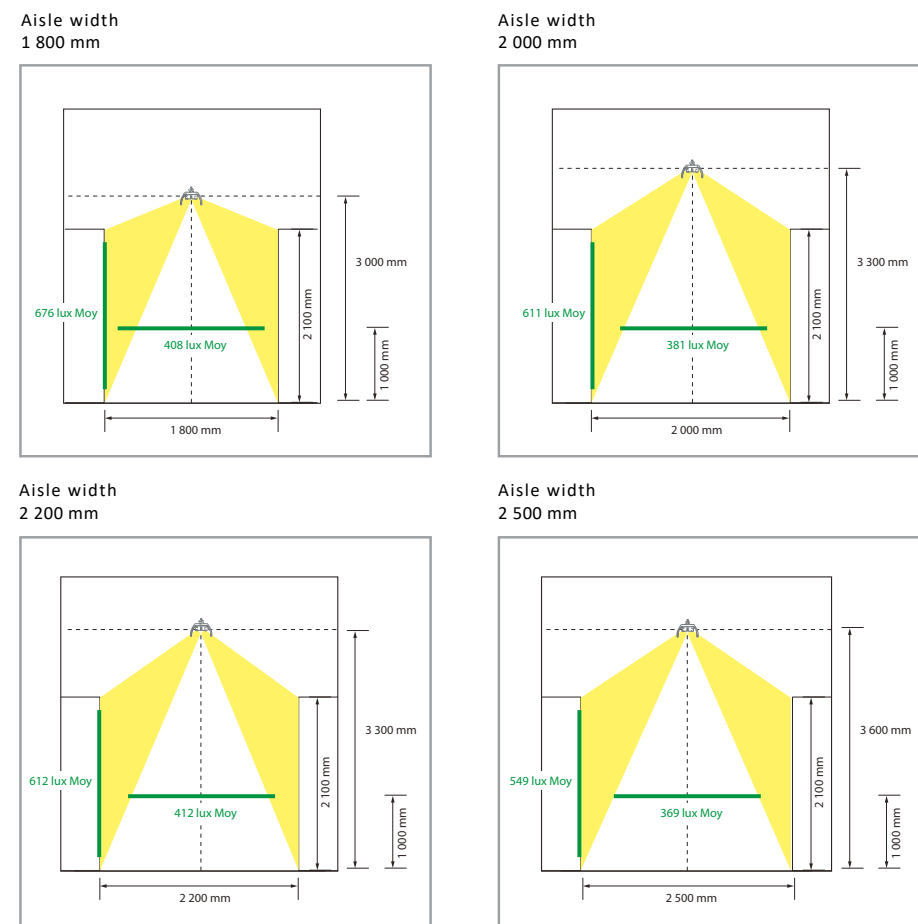 Aisle width
1 800 mm
3 000 mm
2 100 mm
676 lux Moy
408 lux Moy
1 000 mm
1 800 mm
Aisle width
2 000 mm
3 300 mm
2 100 mm
611 lux Moy
381 lux Moy
1 000 mm
2 000 mm
Aisle width
2 200 mm
3 300 mm
2 100 mm
612 lux Moy
412 lux Moy
1 000 mm
2 200 mm
Aisle width
2 500 mm
3 600 mm
2 100 mm
549 lux Moy
369 lux Moy
1 000 mm
2 500 mm